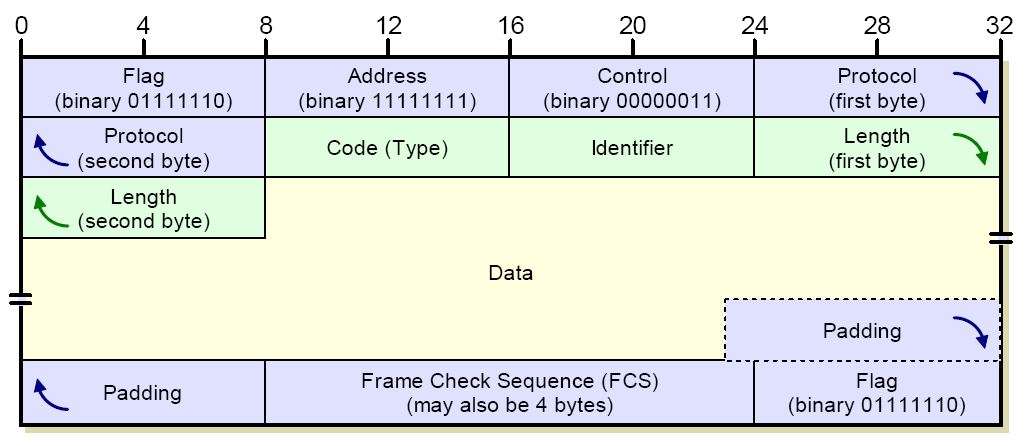 0 4 8 12 16 20 24 28 32
Flag Address Control Protocol
(binary 01111110) (binary 11111111) (binary 00000011) (first byte)
Protocol Code (Type) Identifier Length
(second byte) (first byte)
Length
(second byte)
Data
Padding
Padding Frame Check Sequence (FCS) Flag
(may also be 4 bytes) (binary 01111110)